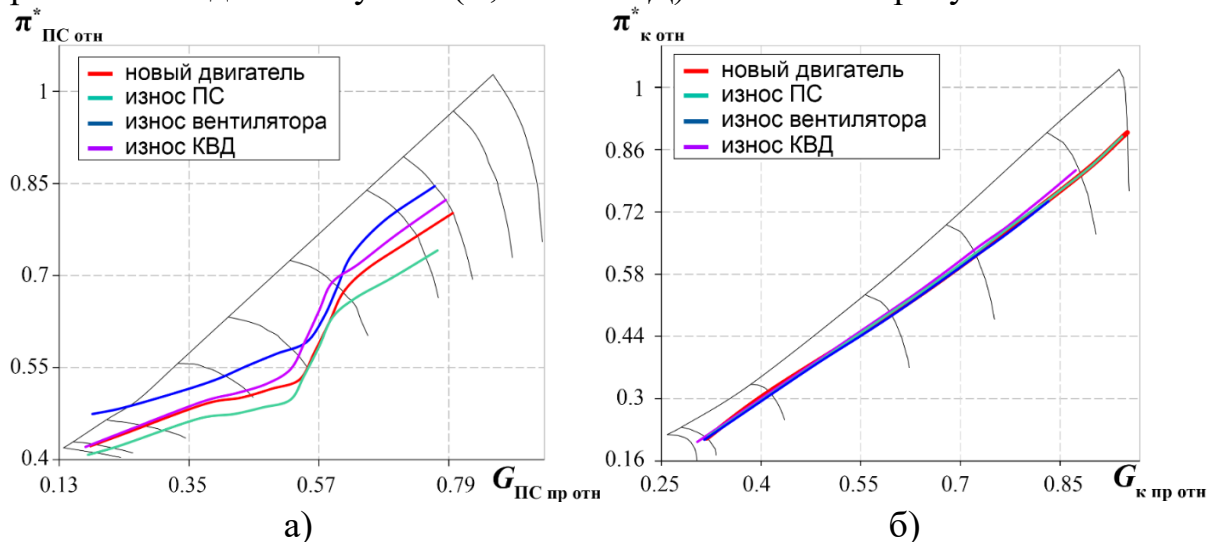 π*ПС отн
новый двигатель
износ ПС
износ вентилятора
износ КВД
1
0.85
0.7
0.55
0.4
0.13 0.35 0.57 0.79 GПС пр отн
а)
π*к отн
новый двигатель
износ ПС
износ вентилятора
износ КВД
1
0.86
0.72
0.58
0.44
0.3
0.16
0.25 0.4 0.55 0.7 0.85 Gк пр отн
б)